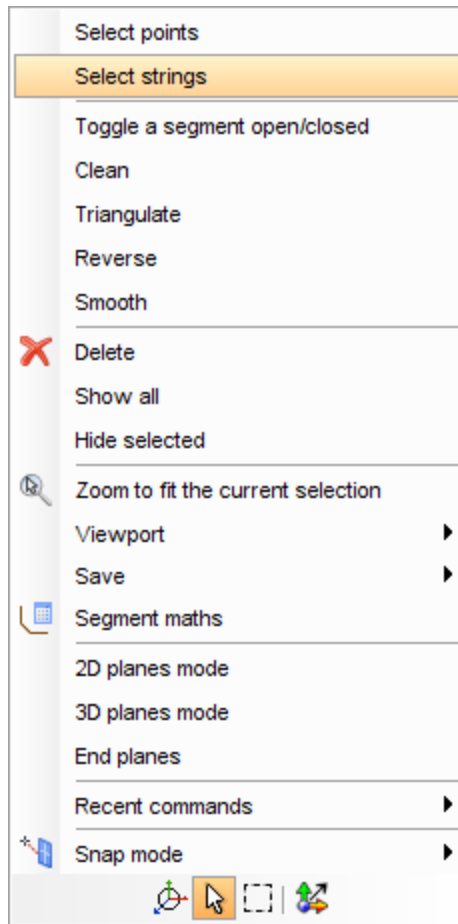 Select points
Select strings
Toggle a segment open/closed
Clean
Triangulate
Reverse
Smooth
Delete
Show all
Hide selected
Zoom to fit the current selection
Viewport
Save
Segment maths
2D planes mode
3D planes mode
End planes
Recent commands
Snap mode